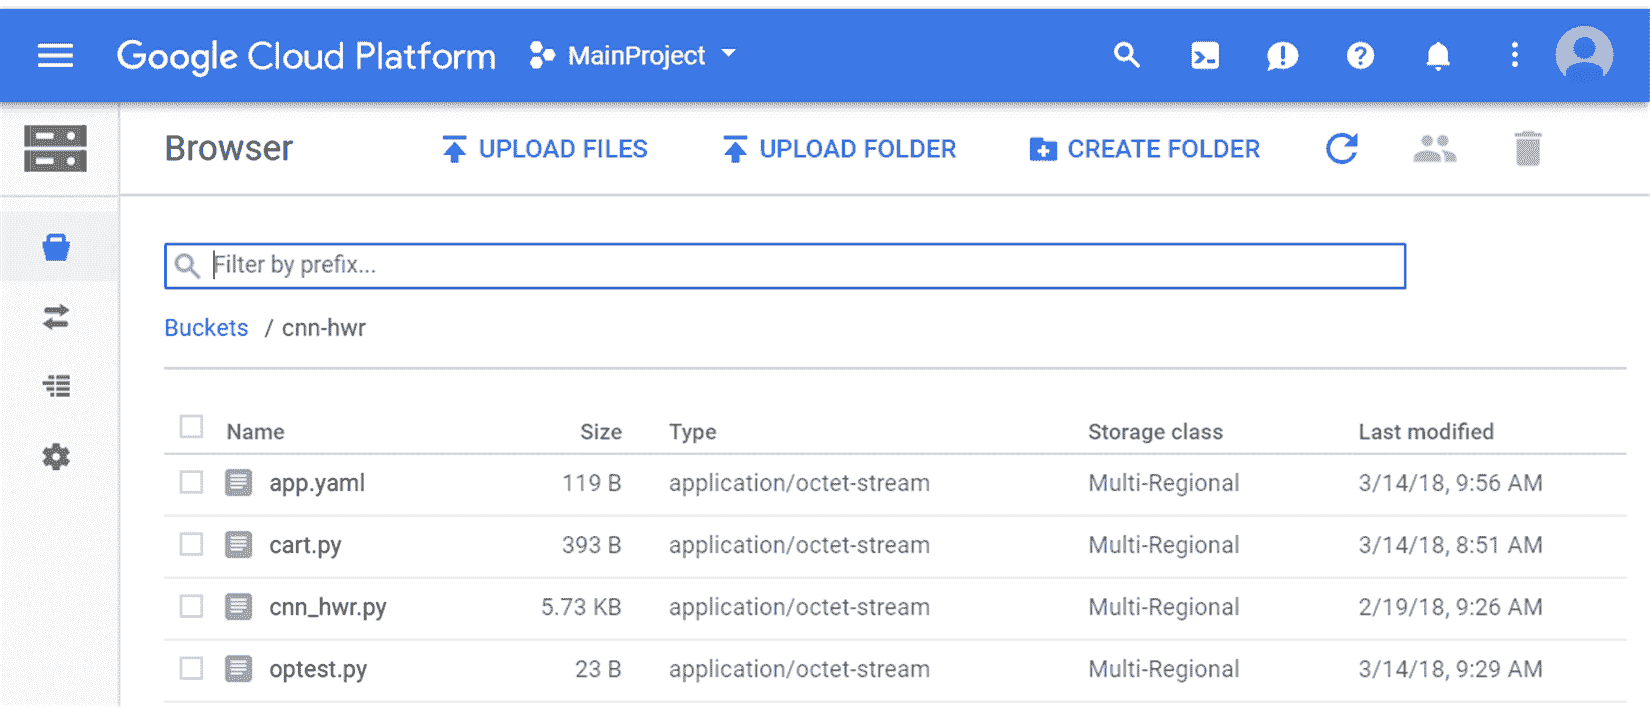 Google Cloud Platform MainProject
Browser UPLOAD FILES UPLOAD FOLDER CREATE FOLDER
Filter by prefix...
Buckets / cnn-hwr
Name Size Type Storage class Last modified
app.yaml 119 B application/octet-stream Multi-Regional 3/14/18, 9:56 AM
cart.py 393 B application/octet-stream Multi-Regional 3/14/18, 8:51 AM
cnn_hwr.py 5.73 KB application/octet-stream Multi-Regional 2/19/18, 9:26 AM
optest.py 23 B application/octet-stream Multi-Regional 3/14/18, 9:29 AM